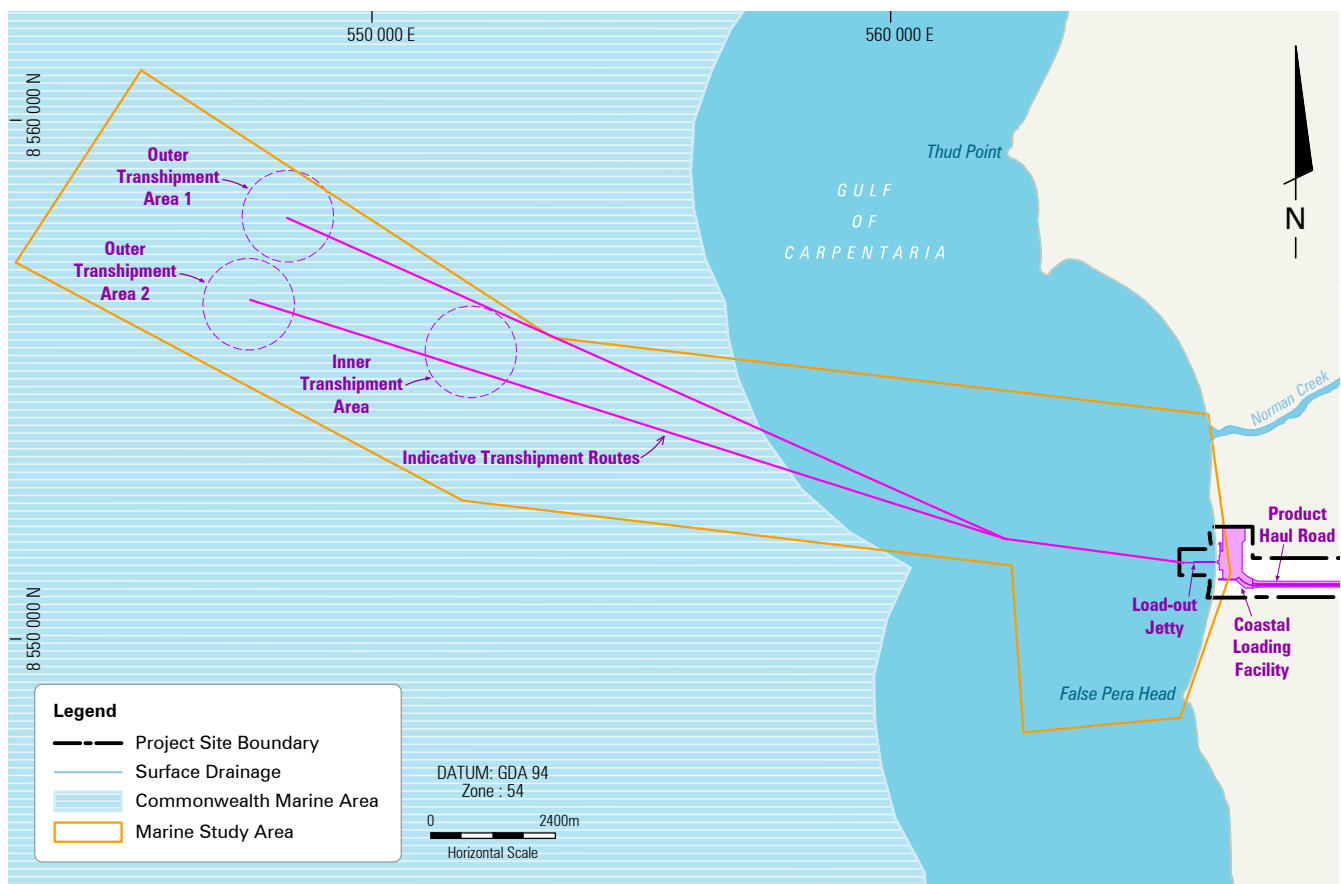 550 000 E
560 000 E
8 560 000 N
Thud Point
Outer
Transhipment
Area 1
GULF
OF
CARPENTARIA
N
Outer
Transhipment
Area 2
Inner
Transhipment
Area
Norman Creek
Indicative Transhipment Routes
Product
Haul Road
Load-out
Jetty
Coastal
Loading
Facility
8 550 000 N
False Pera Head
Legend
Project Site Boundary
Surface Drainage
Commonwealth Marine Area
Marine Study Area
DATUM: GDA 94
Zone : 54
0 2400m
Horizontal Scale